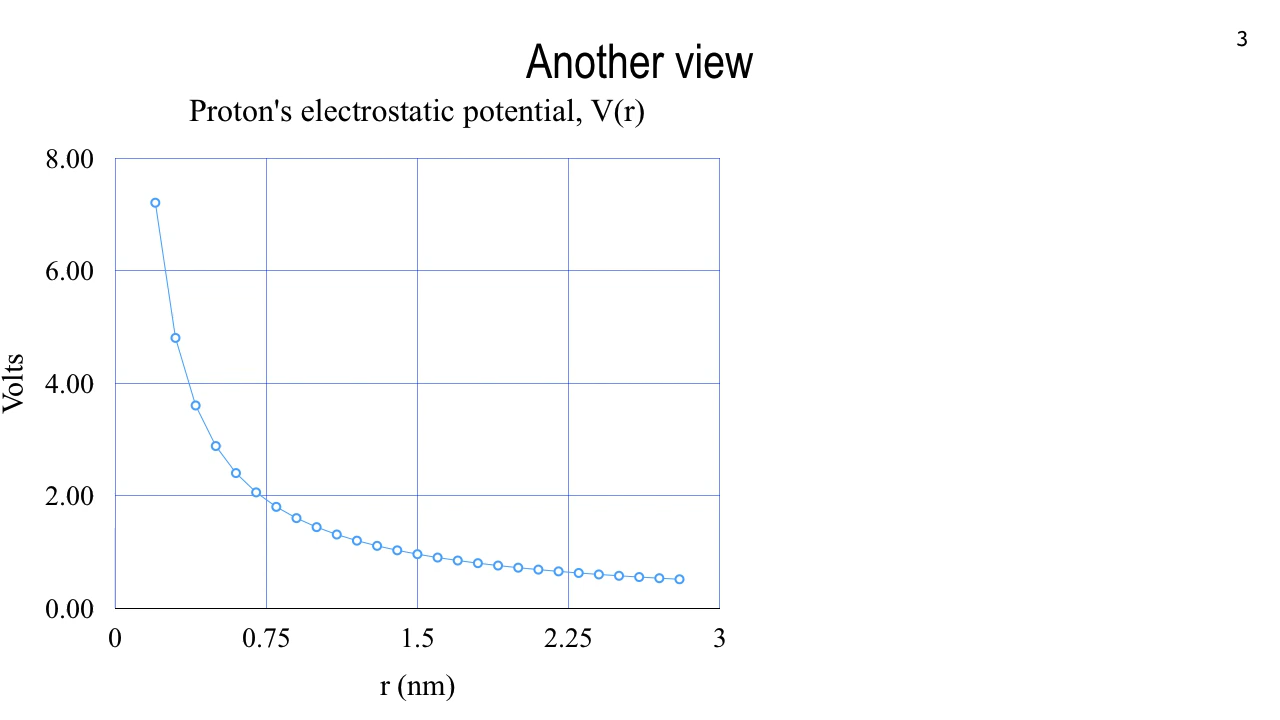 3
Another view
Proton's electrostatic potential, V(r)
8.00
6.00
4.00
2.00
0.00
Volts
0 0.75 1.5 2.25 3
r (nm)